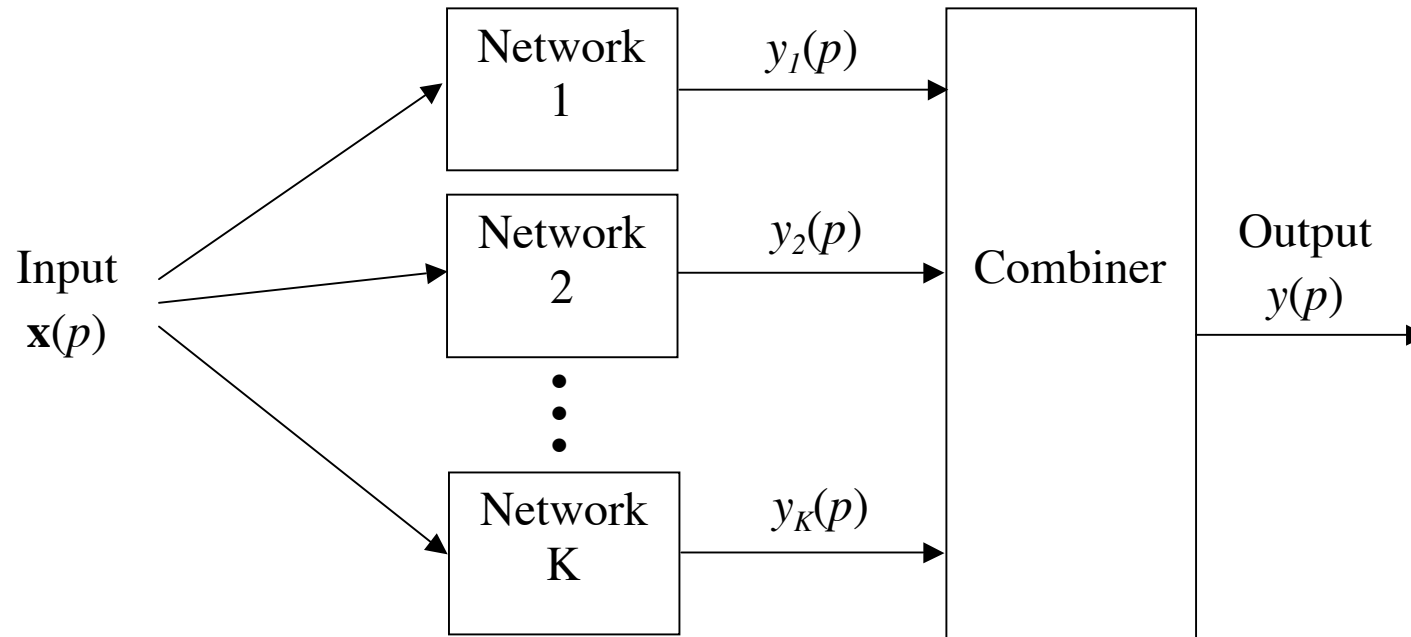 Input
x(p)
Network
1
y1(p)
Network
2
y2(p)
Network
K
yK(p)
Combiner
Output
y(p)